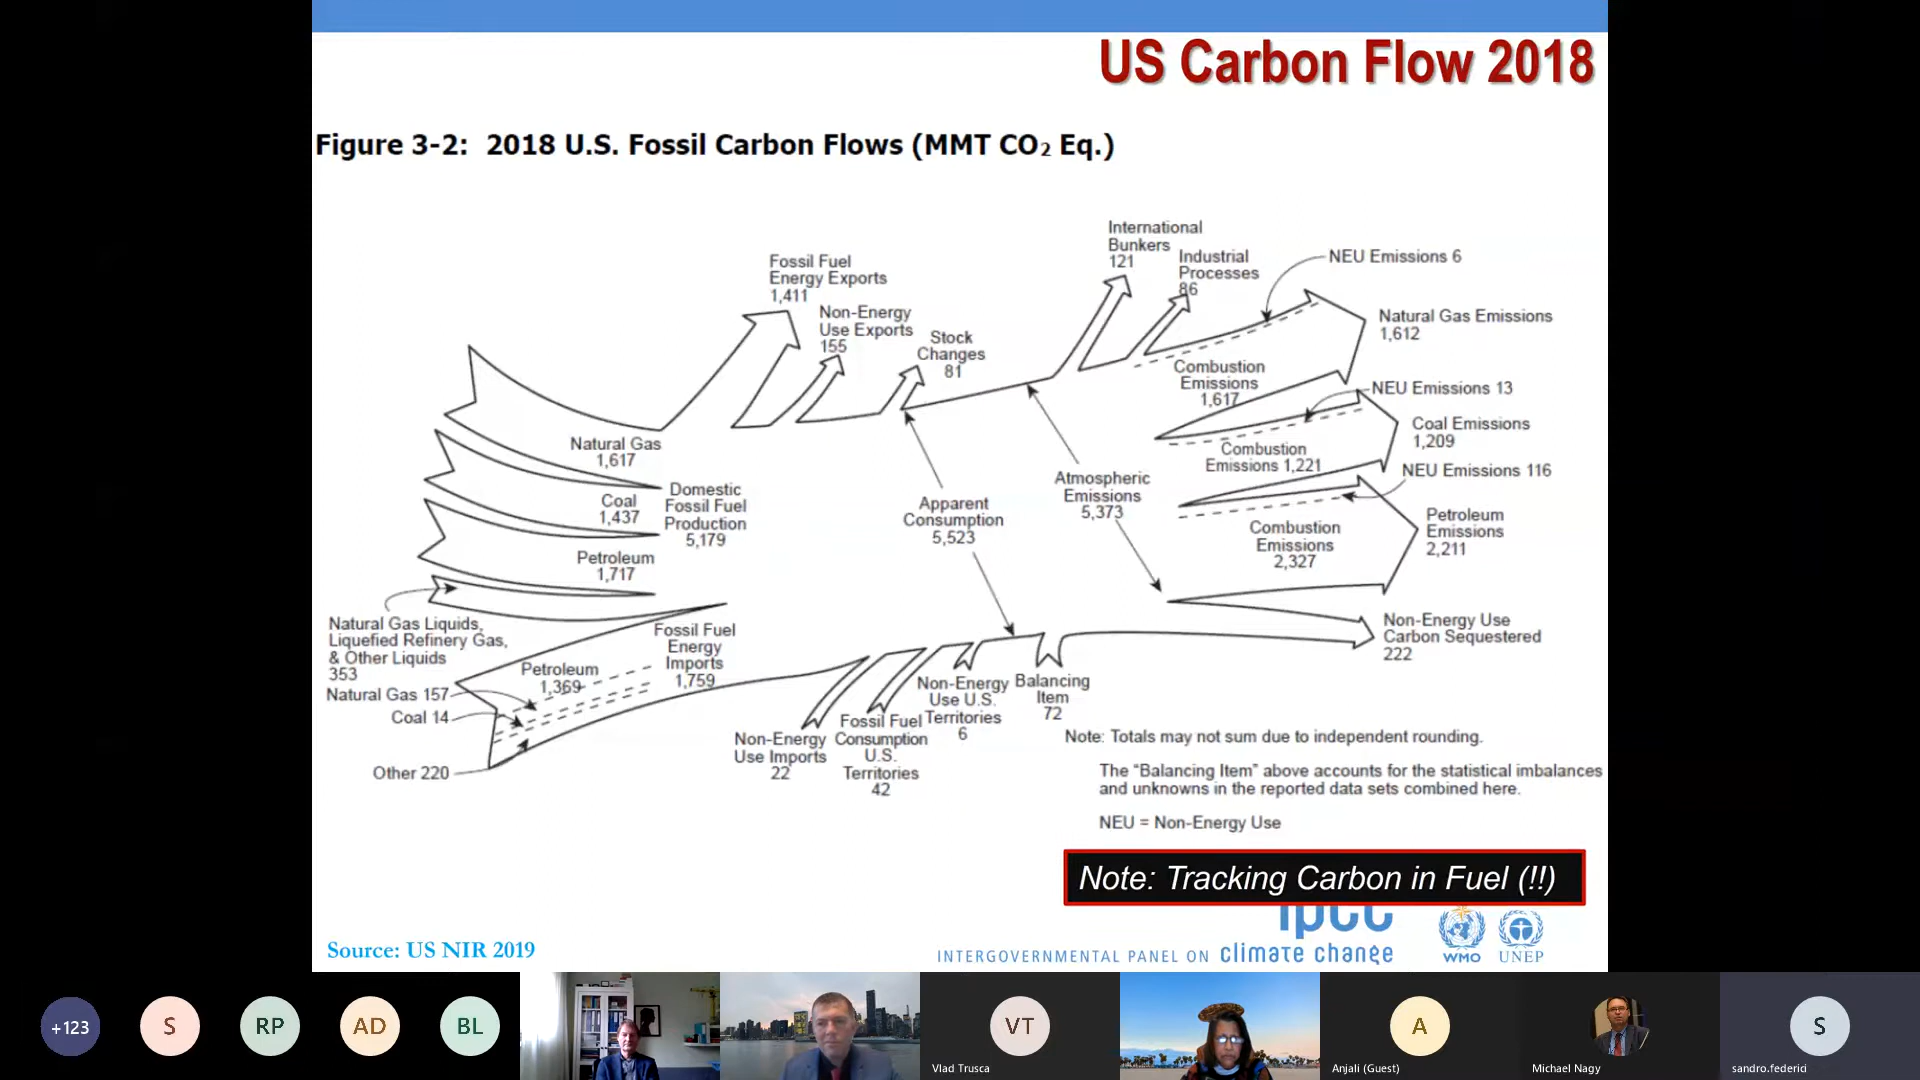 US Carbon Flow 2018
Figure 3-2: 2018 U.S. Fossil Carbon Flows (MMT CO₂ Eq.)
International
Bunkers
121
Industrial
Processes
86
NEU Emissions 6
Fossil Fuel
Energy Exports
1,411
Non-Energy
Use Exports
155
Stock
Changes
81
Natural Gas Emissions
1,612
Combustion
Emissions
1,617
NEU Emissions 13
Coal Emissions
1,209
Combustion
Emissions 1,221
NEU Emissions 116
Petroleum
Emissions
2,211
Combustion
Emissions
2,327
Natural Gas
1,617
Coal
1,437
Domestic
Fossil Fuel
Production
5,179
Petroleum
1,717
Apparent
Consumption
5,523
Atmospheric
Emissions
5,373
Natural Gas Liquids,
Liquefied Refinery Gas,
& Other Liquids
353
Fossil Fuel
Energy
Imports
1,759
Petroleum
1,369
Natural Gas 157
Coal 14
Other 220
Non-Energy
Use Imports
22
Fossil Fuel
Consumption
U.S.
Territories
42
Non-Energy
Use U.S.
Territories
6
Balancing
Item
72
Non-Energy Use
Carbon Sequestered
222
Note: Totals may not sum due to independent rounding.
The “Balancing Item” above accounts for the statistical imbalances
and unknowns in the reported data sets combined here.
NEU = Non-Energy Use
Note: Tracking Carbon in Fuel (!!)
Source: US NIR 2019
ipcc
INTERGOVERNMENTAL PANEL ON climate change
WMO
UNEP
+123
S
RP
AD
BL
VT
Vlad Trusca
A
Anjali (Guest)
Michael Nagy
S
sandro.federici